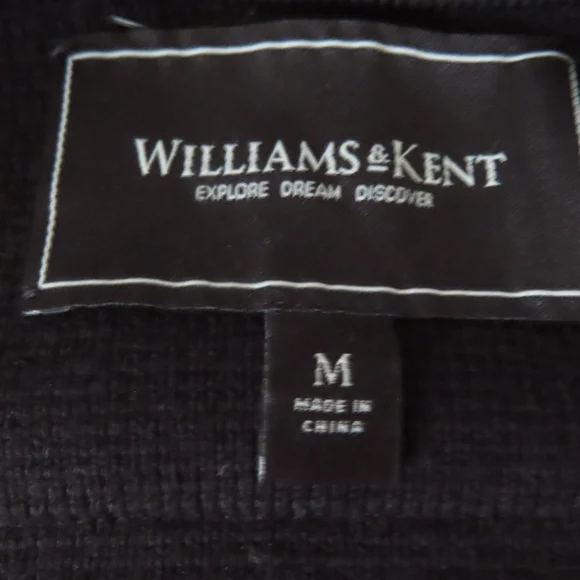 WILLIAMS & KENT
EXPLORE DREAM DISCOVER
M
MADE IN
CHINA